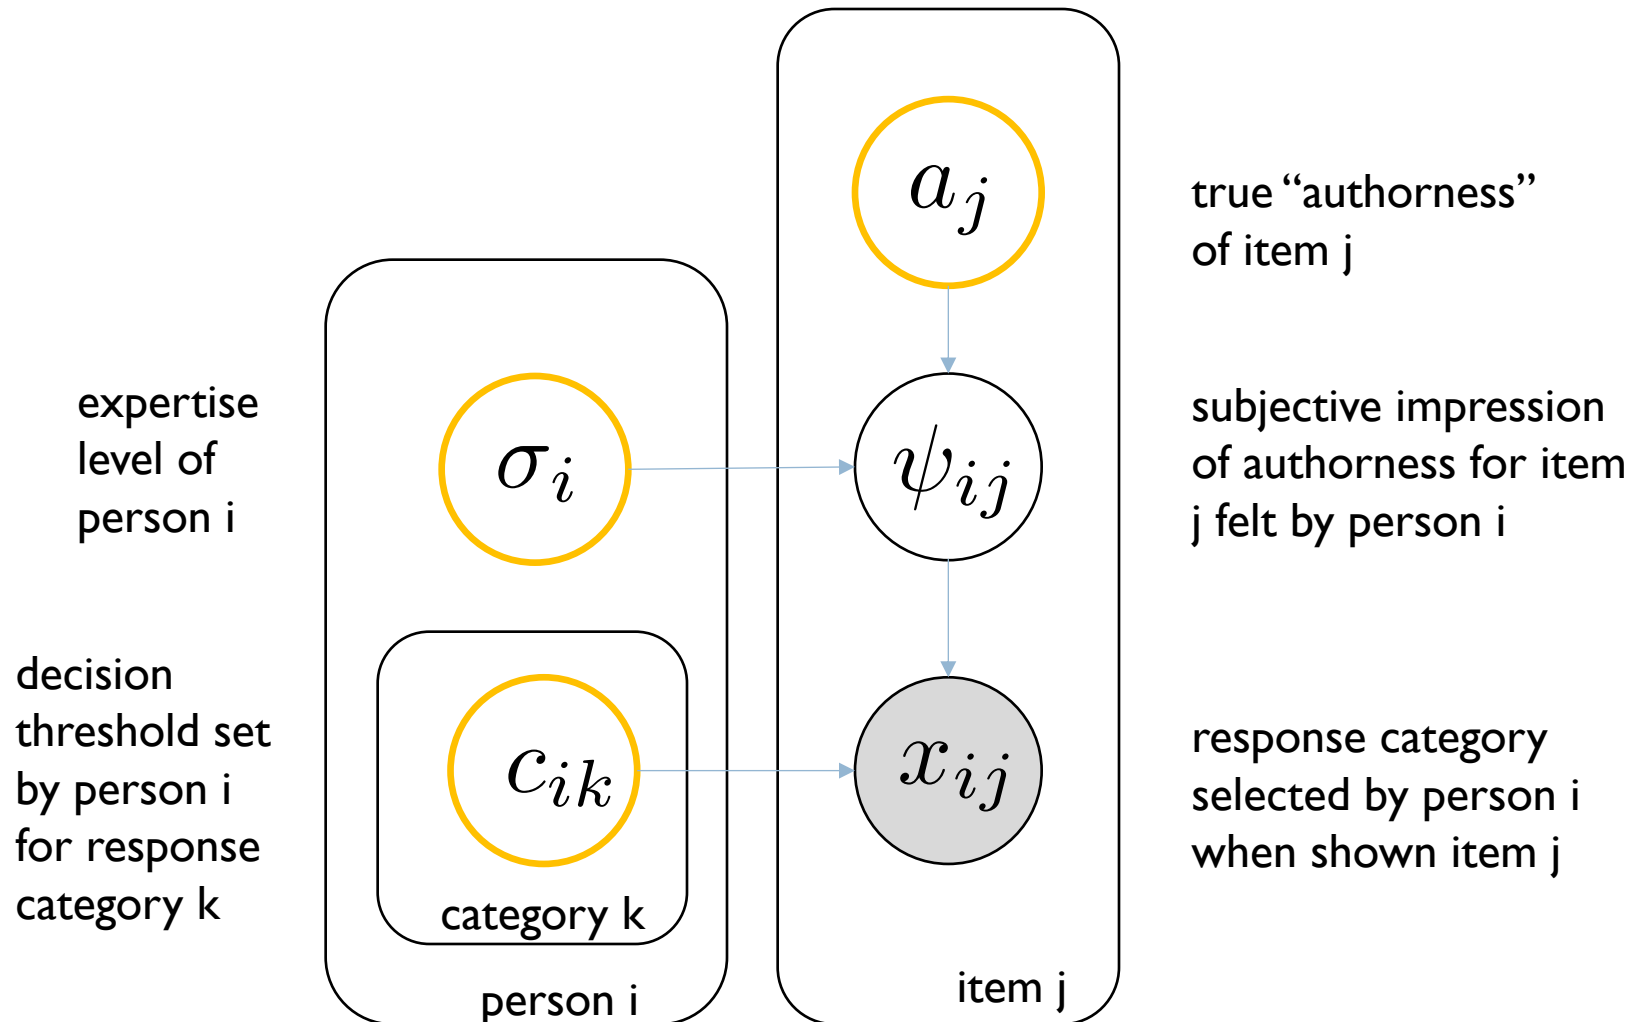 a_j
true “authorness”
of item j
expertise
level of
person i
σ_i
ψ_ij
subjective impression
of authorness for item
j felt by person i
decision
threshold set
by person i
for response
category k
c_ik
category k
person i
x_ij
response category
selected by person i
when shown item j
item j